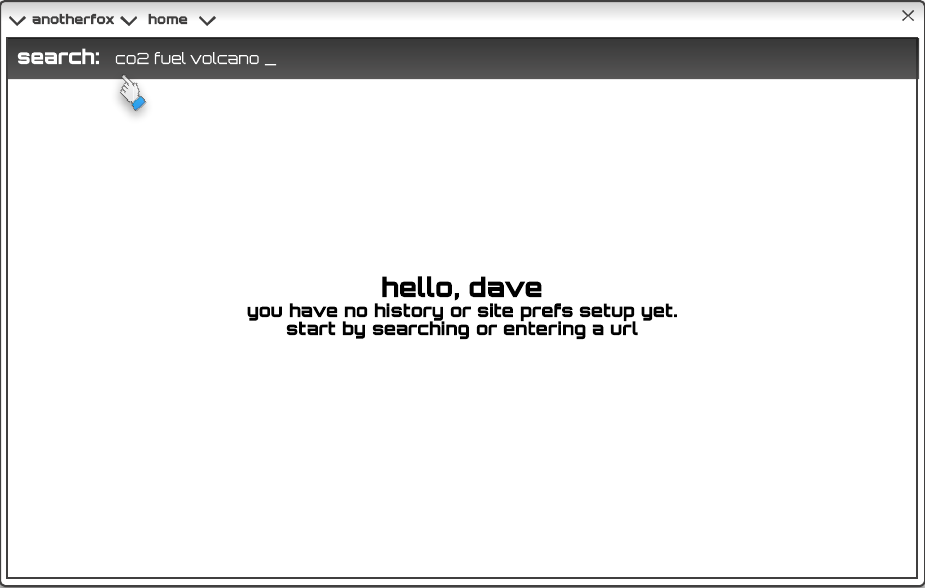 anotherfox home
search: co2 fuel volcano _
hello, dave
you have no history or site prefs setup yet.
start by searching or entering a url